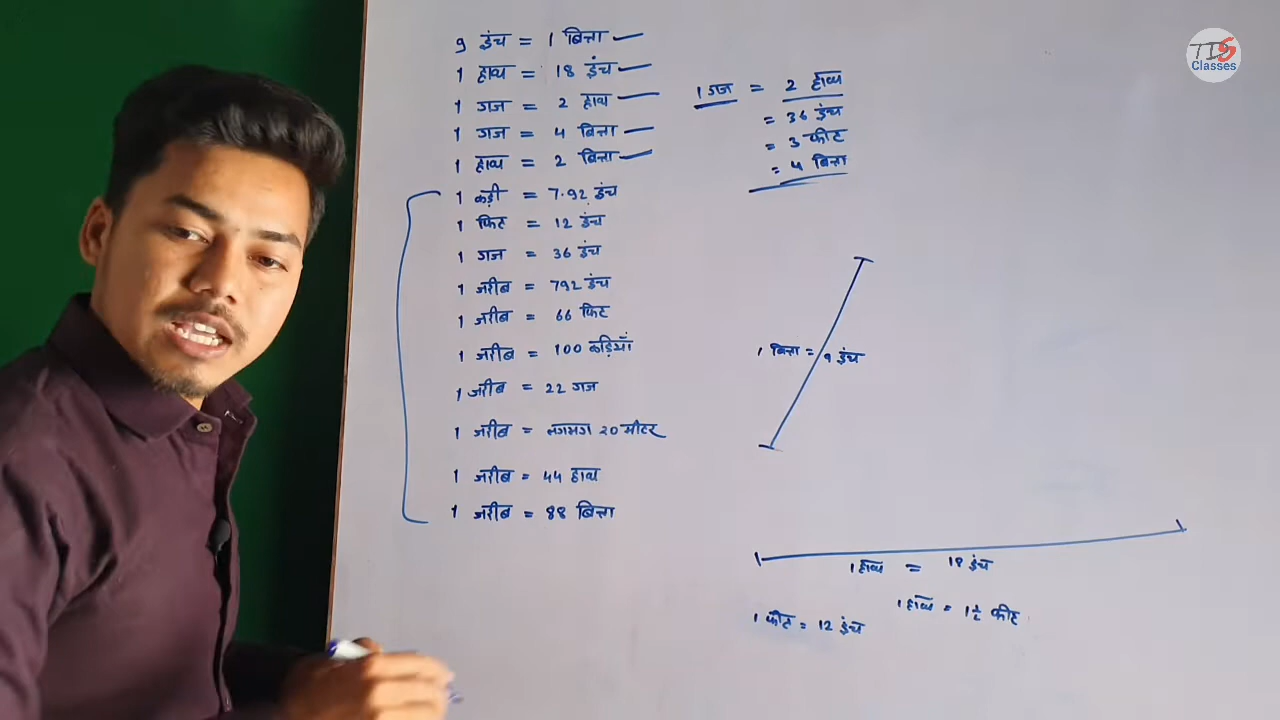 9 इंच = 1 बित्ता
1 हाथ = 18 इंच
1 गज = 2 हाथ
1 गज = 4 बित्ता
1 हाथ = 2 बित्ता
1 कड़ी = 7.92 इंच
1 फिट = 12 इंच
1 गज = 36 इंच
1 जरीब = 792 इंच
1 जरीब = 66 फिट
1 जरीब = 100 कड़ियाँ
1 जरीब = 22 गज
1 जरीब = लगभग 20 मीटर
1 जरीब = 44 हाथ
1 जरीब = 88 बित्ता
1 गज = 2 हाथ
= 36 इंच
= 3 फीट
= 4 बित्ता
1 बित्ता = 9 इंच
1 हाथ = 18 इंच
1 हाथ = 1 1/2 फीट
1 फीट = 12 इंच
TIS
Classes